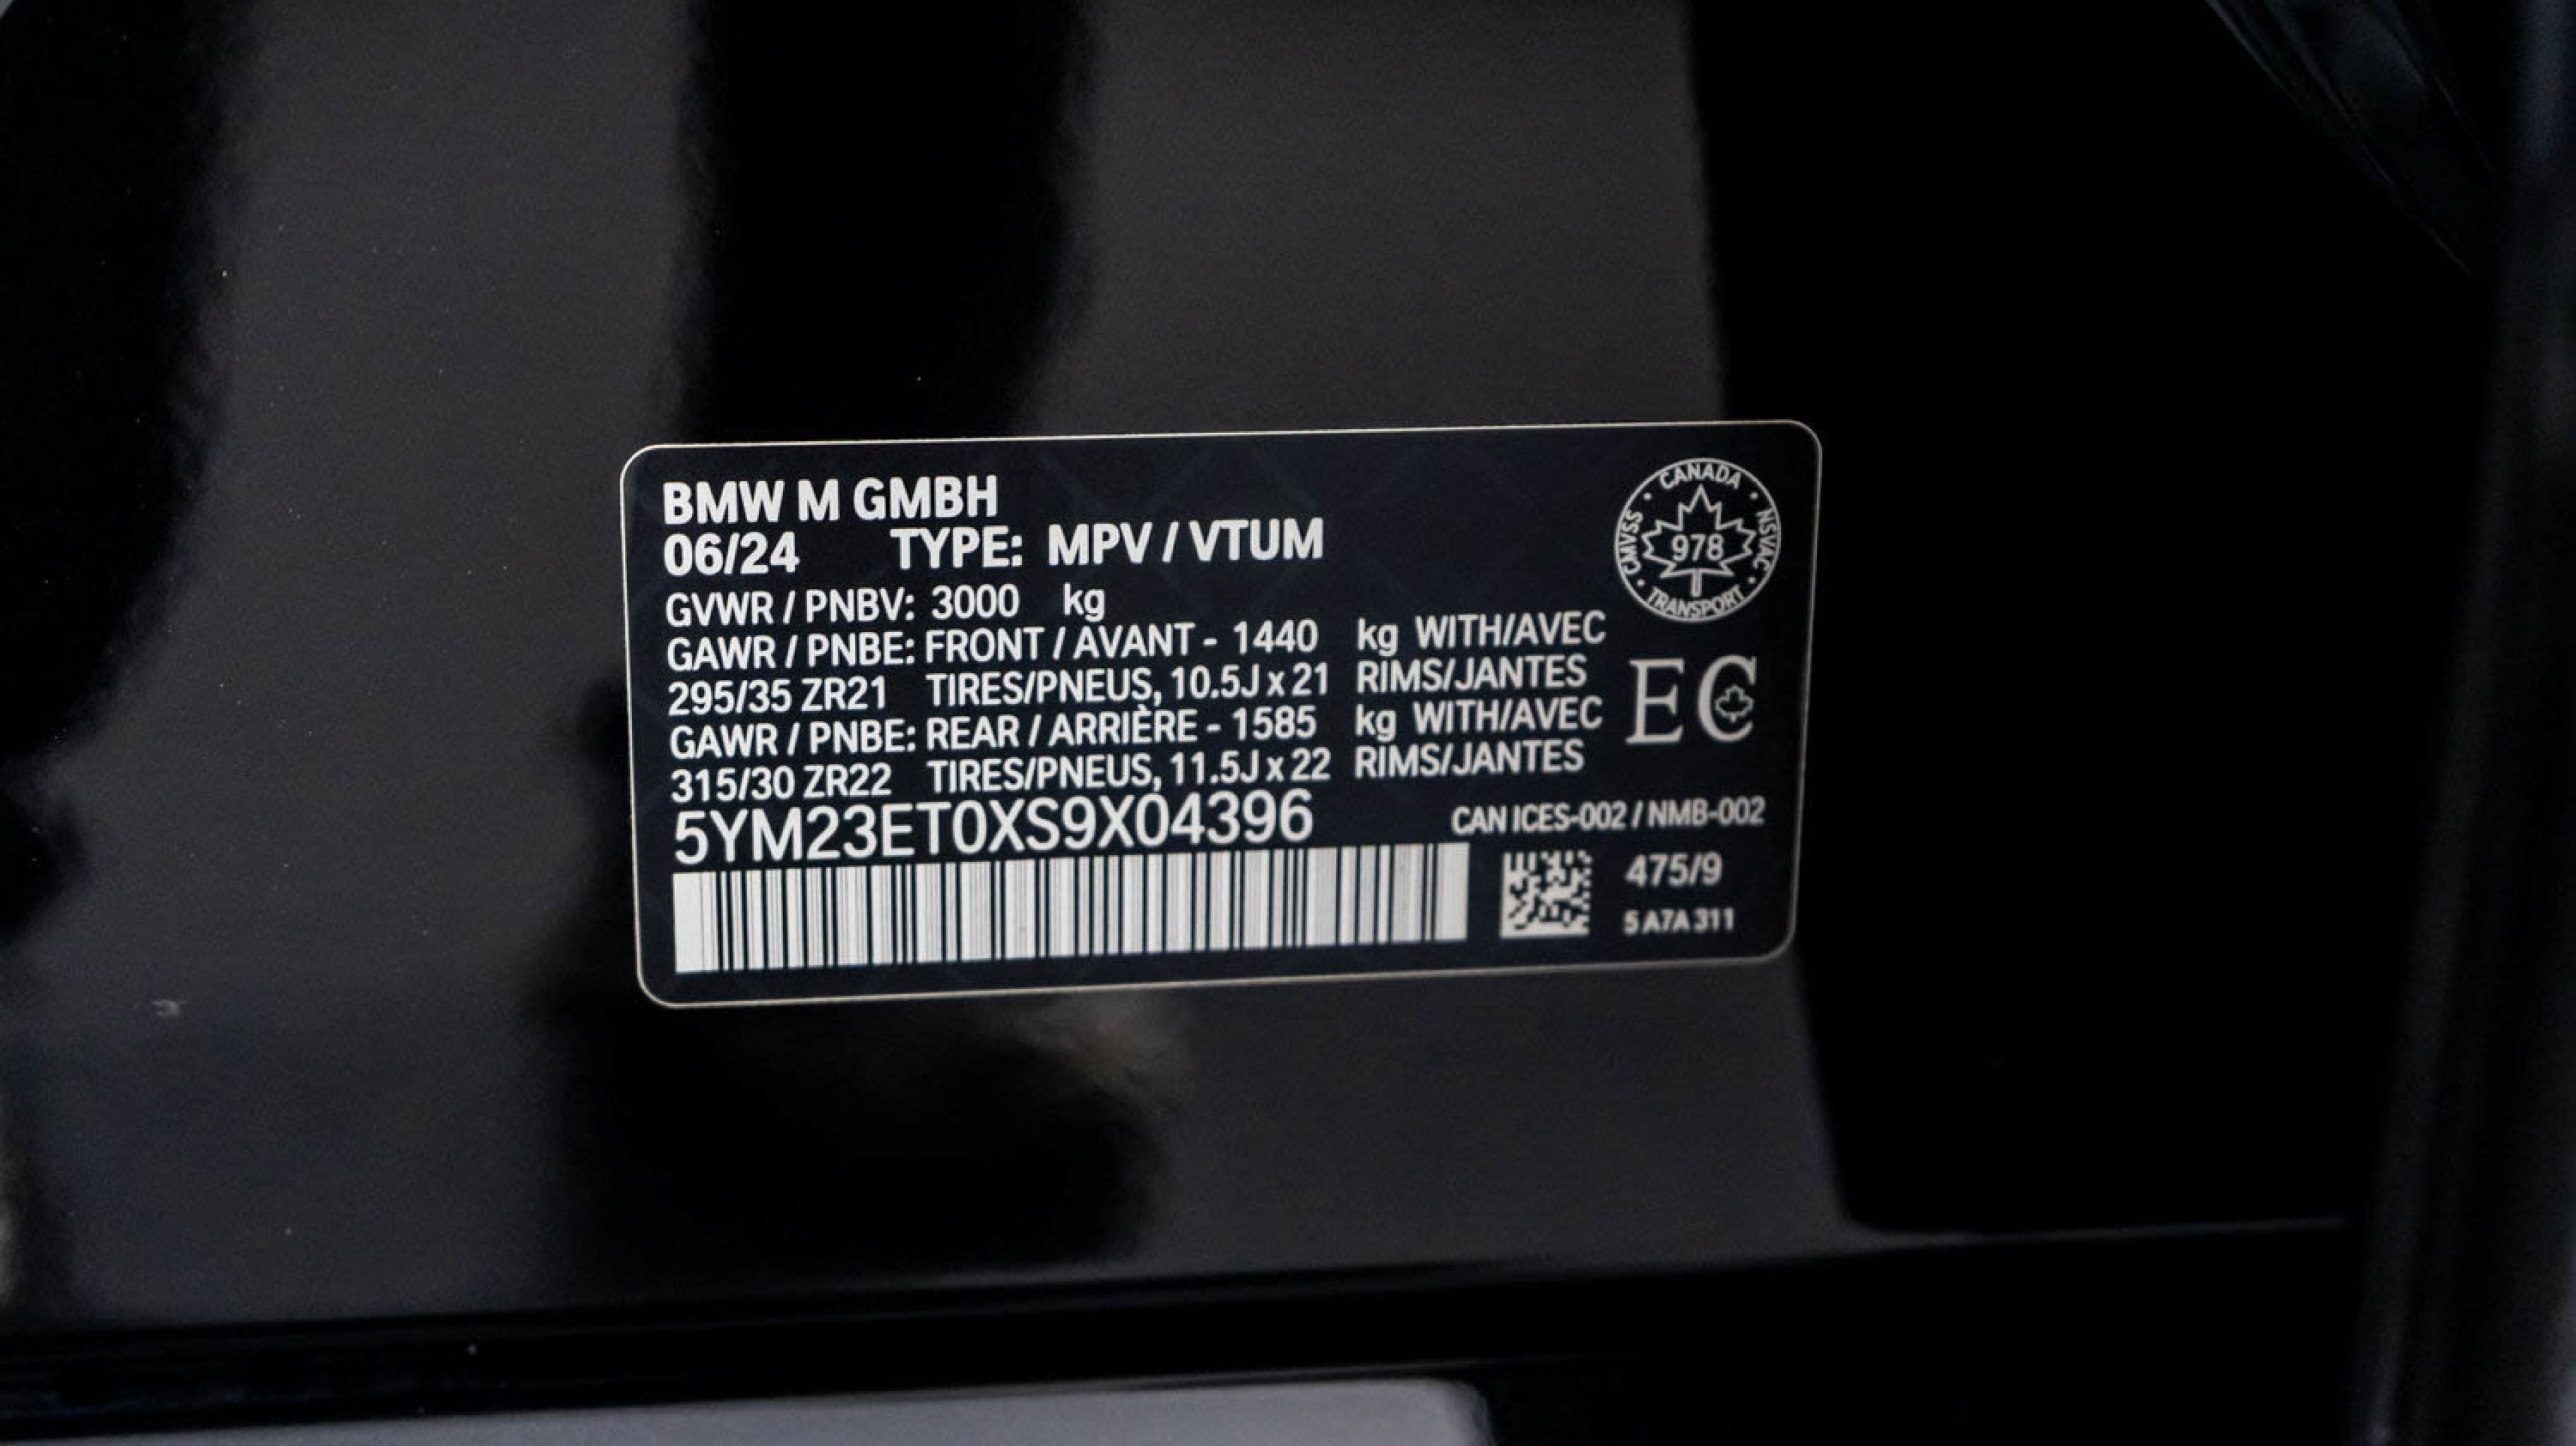 BMW M GMBH
06/24 TYPE: MPV / VTUM
GVWR / PNBV: 3000 kg
GAWR / PNBE: FRONT / AVANT - 1440 kg WITH/AVEC
295/35 ZR21 TIRES/PNEUS, 10.5J x 21 RIMS/JANTES
GAWR / PNBE: REAR / ARRIÈRE - 1585 kg WITH/AVEC
315/30 ZR22 TIRES/PNEUS, 11.5J x 22 RIMS/JANTES
5YM23ET0XS9X04396
CANADA
CMVSS
978
NSVAC
TRANSPORT
EC
CAN ICES-002 / NMB-002
475/9
5 A7A 311